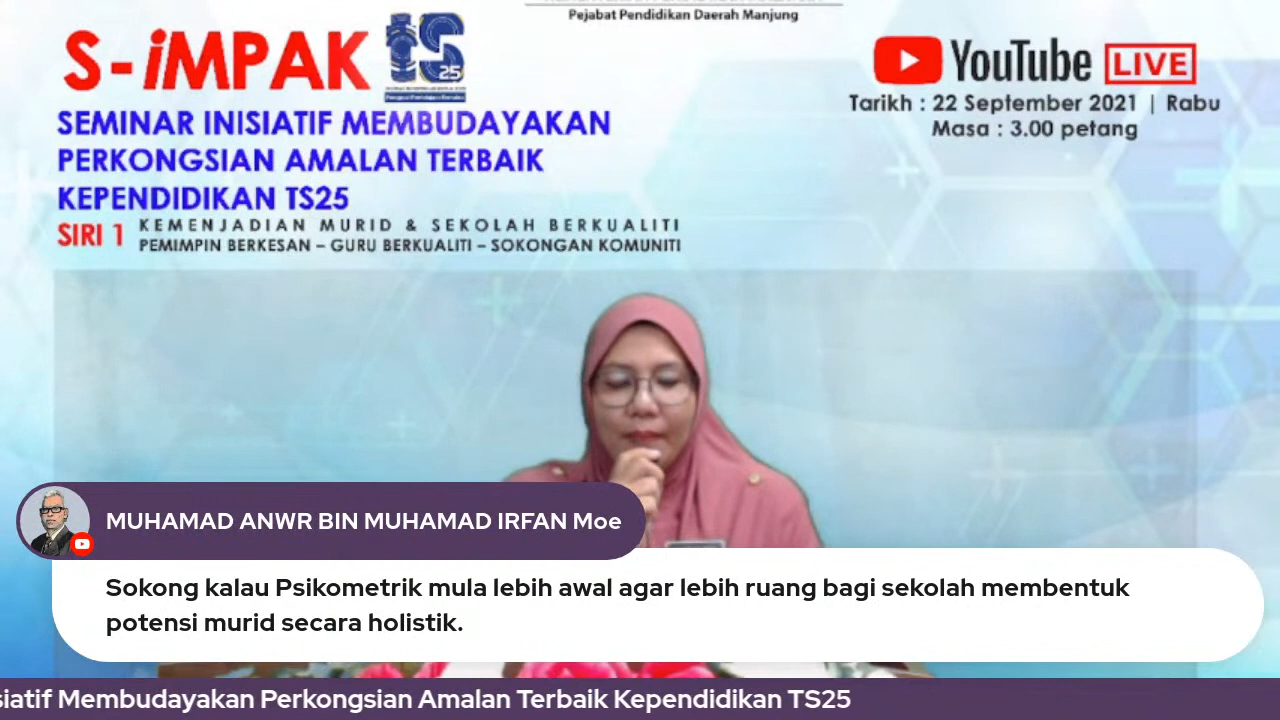 Pejabat Pendidikan Daerah Manjung
S-iMPAK tS25
YouTube LIVE
Tarikh : 22 September 2021 | Rabu
Masa : 3.00 petang
SEMINAR INISIATIF MEMBUDAYAKAN
PERKONGSIAN AMALAN TERBAIK
KEPENDIDIKAN TS25
SIRI 1 KEMENJADIAN MURID & SEKOLAH BERKUALITI
PEMIMPIN BERKESAN – GURU BERKUALITI – SOKONGAN KOMUNITI
MUHAMAD ANWR BIN MUHAMAD IRFAN Moe
Sokong kalau Psikometrik mula lebih awal agar lebih ruang bagi sekolah membentuk
potensi murid secara holistik.
siatif Membudayakan Perkongsian Amalan Terbaik Kependidikan TS25